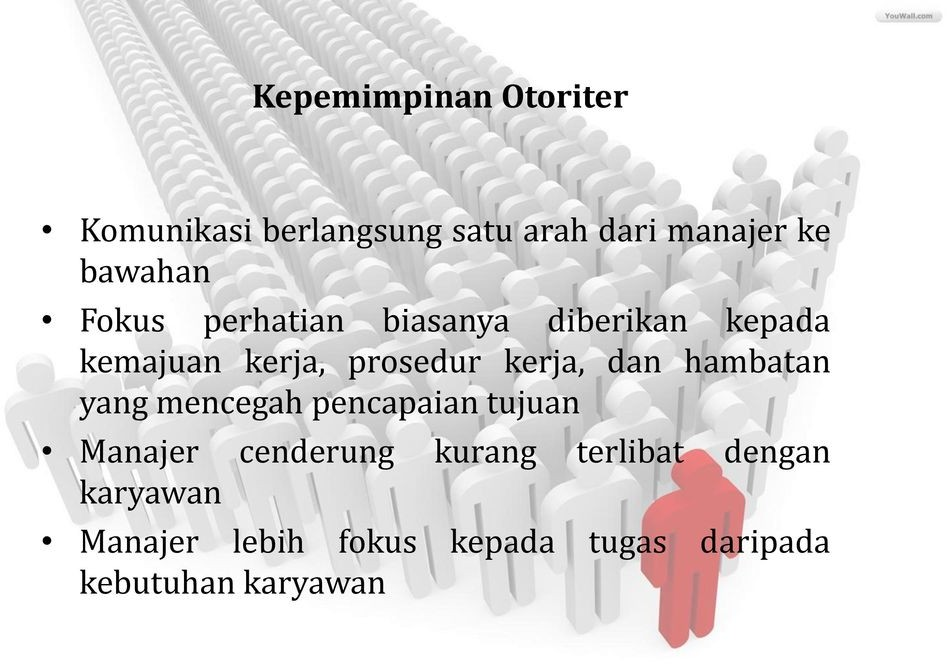 YouWall.com
Kepemimpinan Otoriter
• Komunikasi berlangsung satu arah dari manajer ke
bawahan
• Fokus perhatian biasanya diberikan kepada
kemajuan kerja, prosedur kerja, dan hambatan
yang mencegah pencapaian tujuan
• Manajer cenderung kurang terlibat dengan
karyawan
• Manajer lebih fokus kepada tugas daripada
kebutuhan karyawan